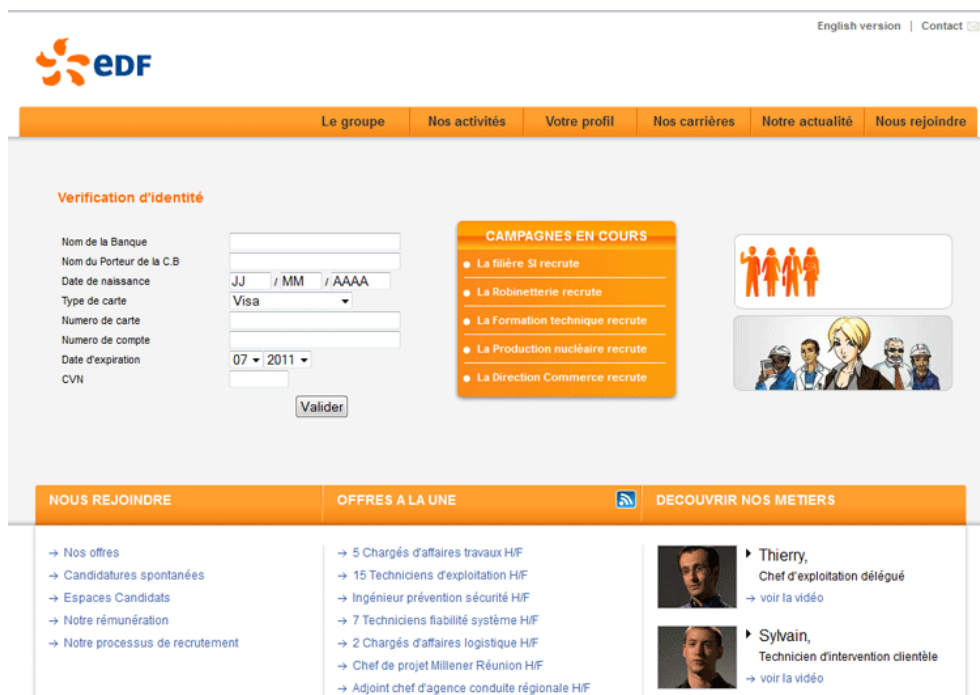 English version | Contact
eDF
Le groupe Nos activités Votre profil Nos carrières Notre actualité Nous rejoindre
Verification d'identité
Nom de la Banque
Nom du Porteur de la C.B
Date de naissance JJ / MM / AAAA
Type de carte Visa
Numero de carte
Numero de compte
Date d'expiration 07 2011
CVN
Valider
CAMPAGNES EN COURS
La filière SI recrute
La Robinetterie recrute
La Formation technique recrute
La Production nucléaire recrute
La Direction Commerce recrute
NOUS REJOINDRE
→ Nos offres
→ Candidatures spontanées
→ Espaces Candidats
→ Notre rémunération
→ Notre processus de recrutement
OFFRES A LA UNE
→ 5 Chargés d'affaires travaux H/F
→ 15 Techniciens d'exploitation H/F
→ Ingénieur prévention sécurité H/F
→ 7 Techniciens fiabilité système H/F
→ 2 Chargés d'affaires logistique H/F
→ Chef de projet Millener Réunion H/F
→ Adjoint chef d'agence conduite régionale H/F
DECOUVRIR NOS METIERS
Thierry,
Chef d'exploitation délégué
→ voir la vidéo
Sylvain,
Technicien d'intervention clientèle
→ voir la vidéo